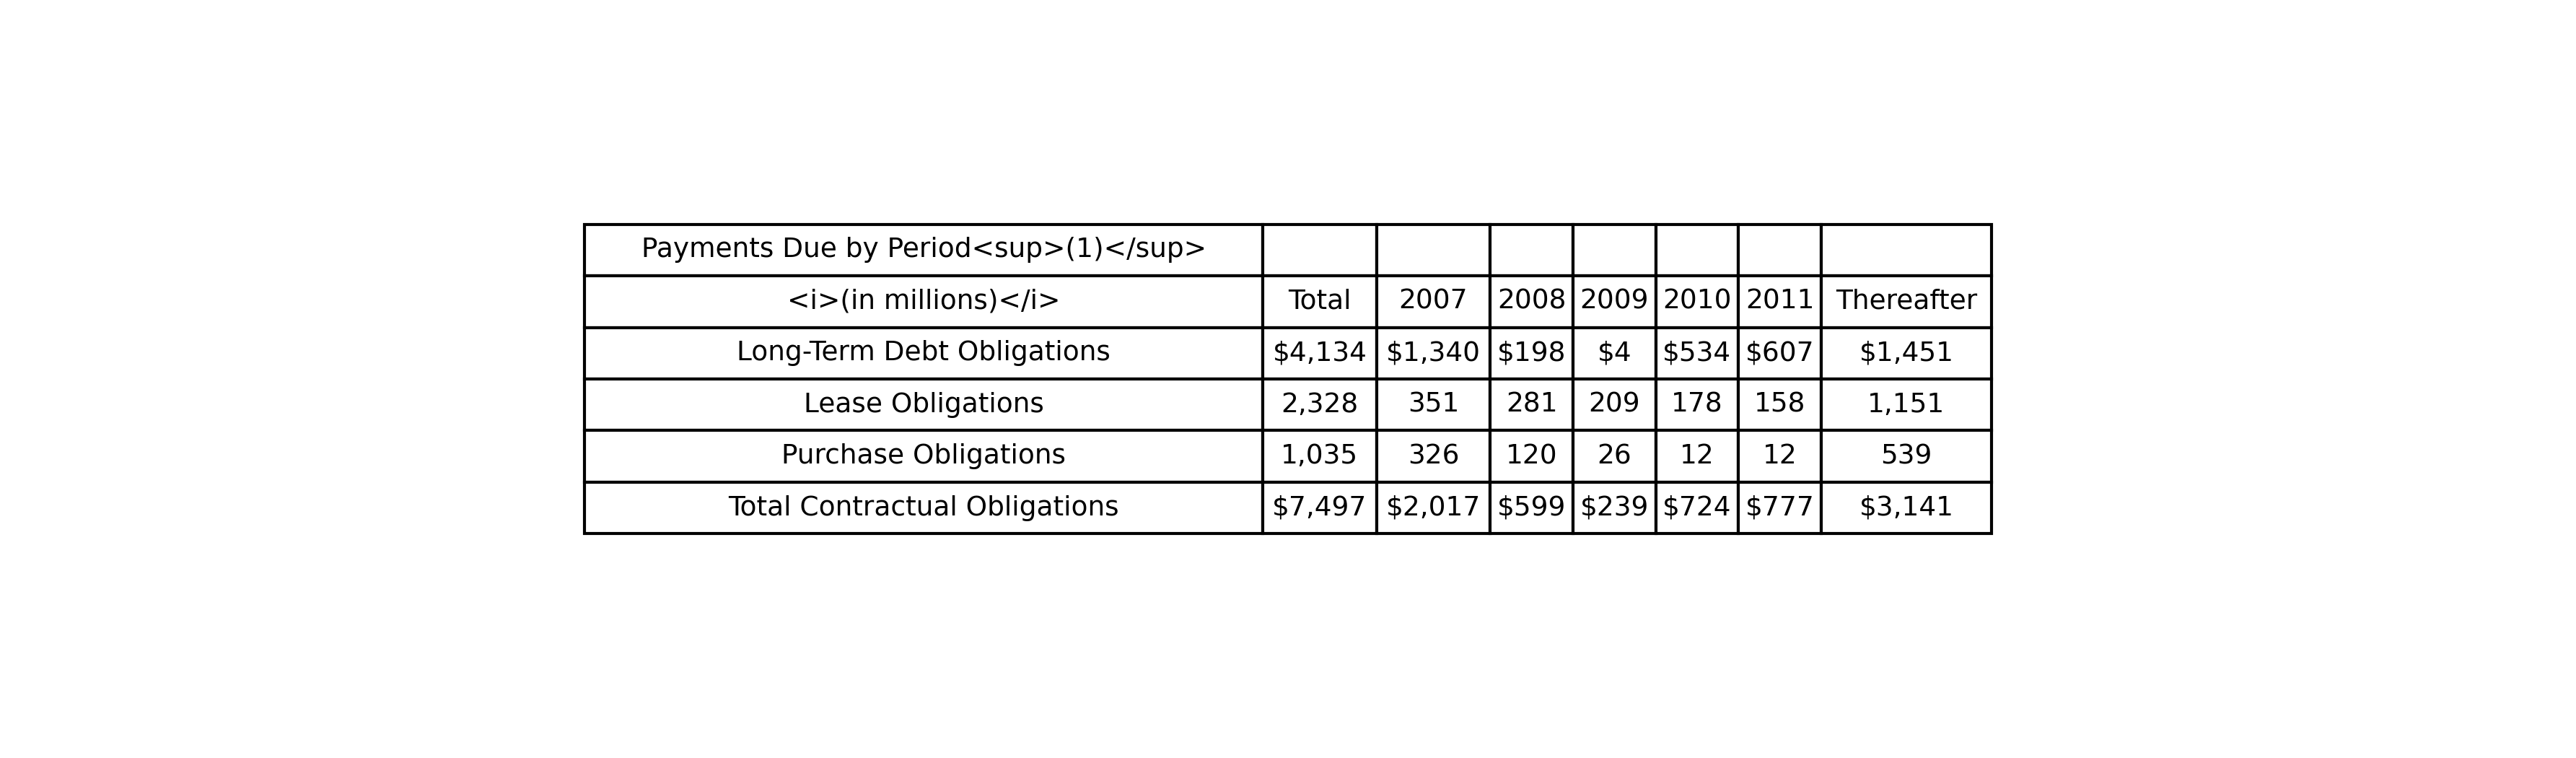 Payments Due by Period<sup>(1)</sup>
<i>(in millions)</i> Total 2007 2008 2009 2010 2011 Thereafter
Long-Term Debt Obligations $4,134 $1,340 $198 $4 $534 $607 $1,451
Lease Obligations 2,328 351 281 209 178 158 1,151
Purchase Obligations 1,035 326 120 26 12 12 539
Total Contractual Obligations $7,497 $2,017 $599 $239 $724 $777 $3,141